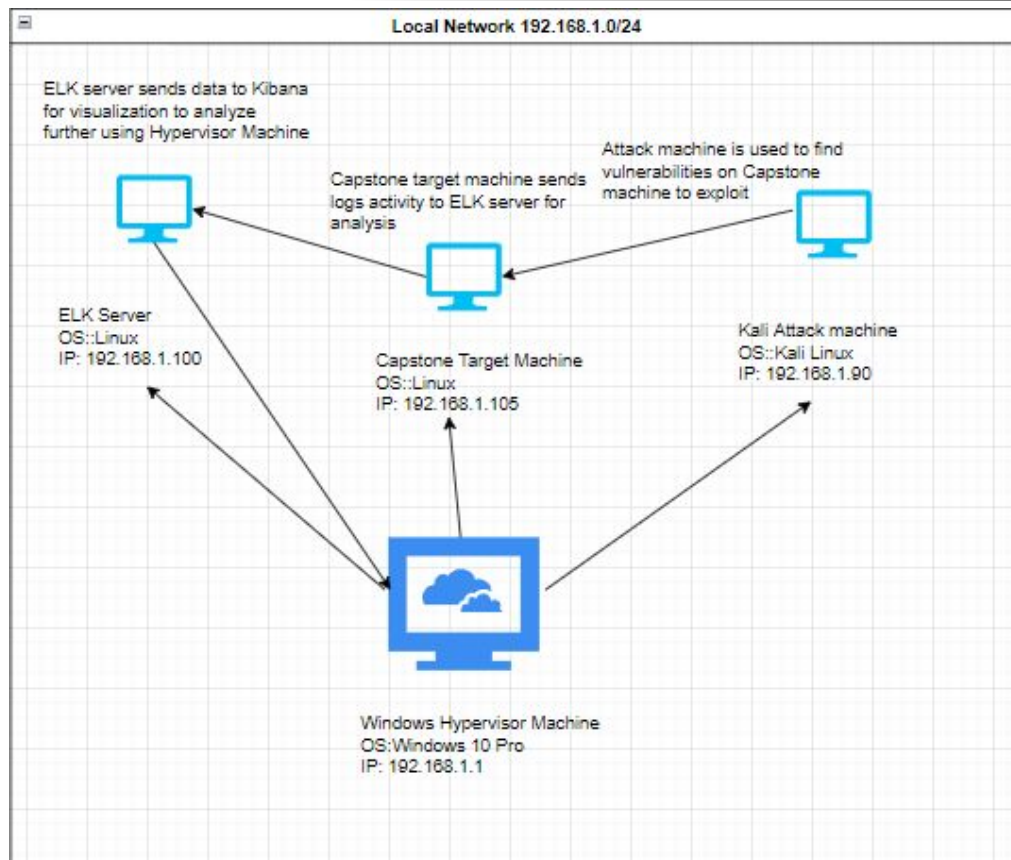 Local Network 192.168.1.0/24
ELK server sends data to Kibana
for visualization to analyze
further using Hypervisor Machine
Capstone target machine sends
logs activity to ELK server for
analysis
Attack machine is used to find
vulnerabilities on Capstone
machine to exploit
ELK Server
OS::Linux
IP: 192.168.1.100
Capstone Target Machine
OS::Linux
IP: 192.168.1.105
Kali Attack machine
OS::Kali Linux
IP: 192.168.1.90
Windows Hypervisor Machine
OS:Windows 10 Pro
IP: 192.168.1.1